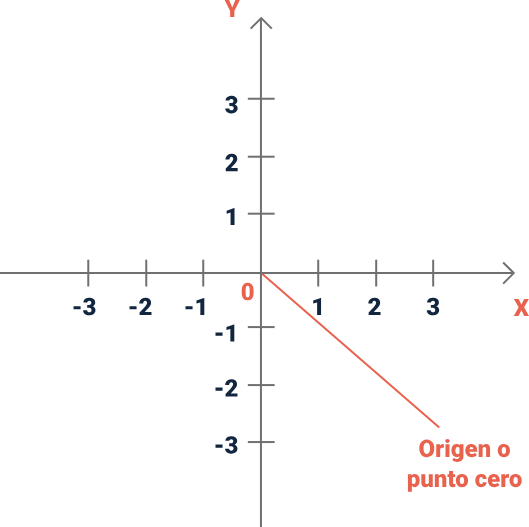 Y
3
2
1
0
-3 -2 -1 1 2 3
X
-1
-2
-3
Origen o
punto cero